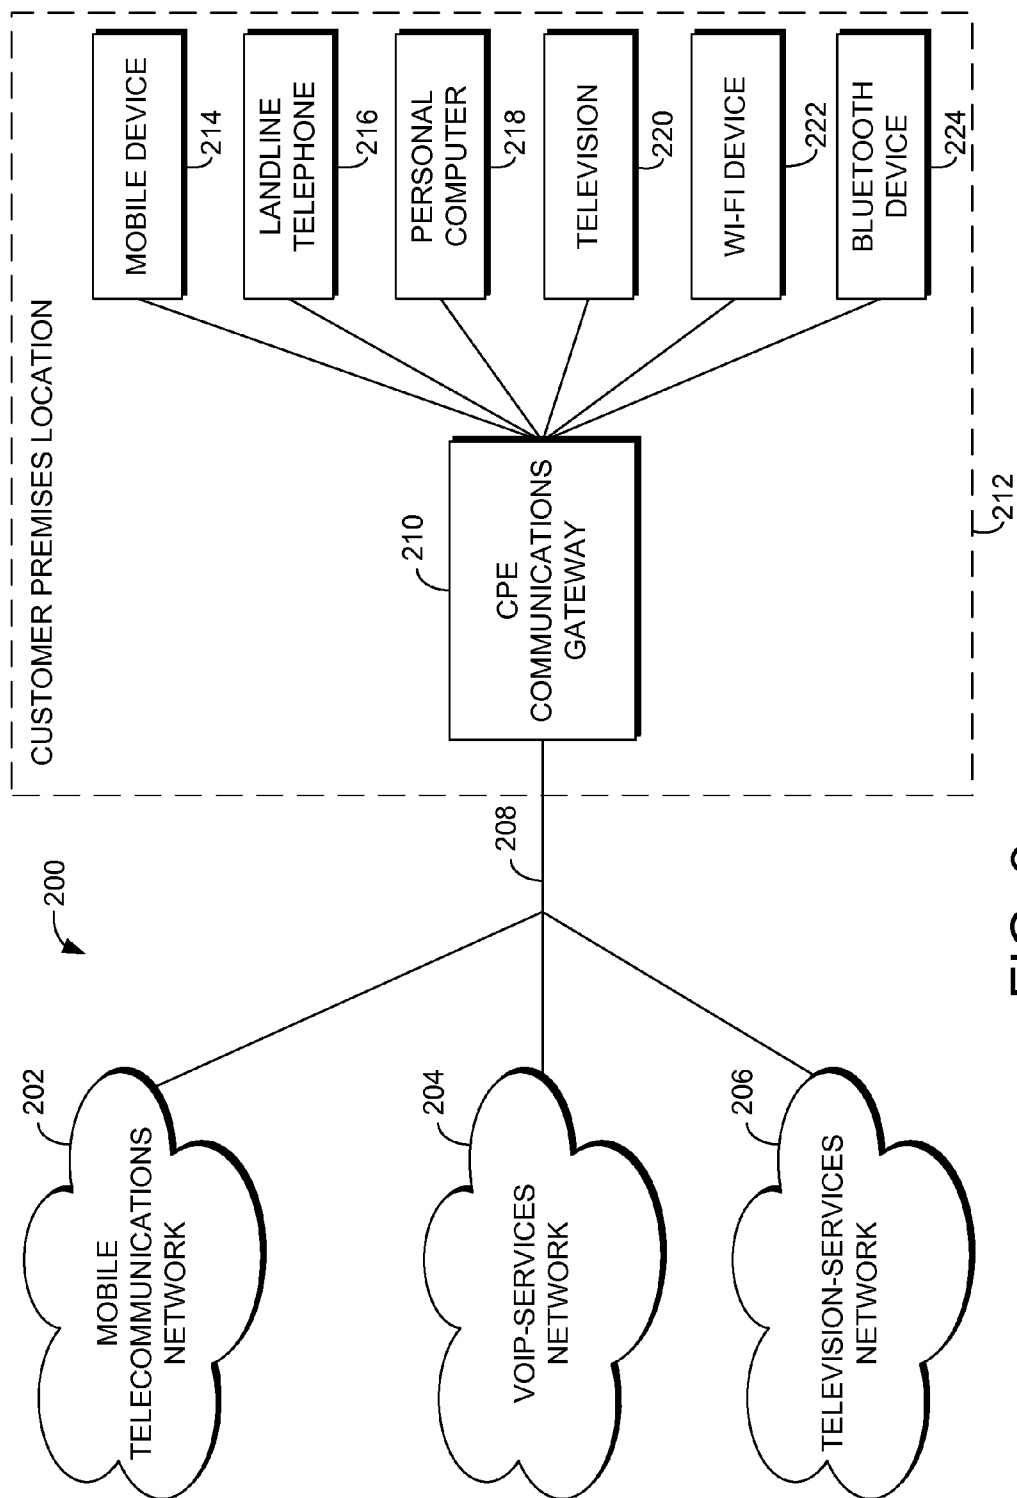 200
202
MOBILE
TELECOMMUNICATIONS
NETWORK
204
VOIP-SERVICES
NETWORK
206
TELEVISION-SERVICES
NETWORK
208
CUSTOMER PREMISES LOCATION
210
CPE
COMMUNICATIONS
GATEWAY
MOBILE DEVICE
214
LANDLINE
TELEPHONE
216
PERSONAL
COMPUTER
218
TELEVISION
220
WI-FI DEVICE
222
BLUETOOTH
DEVICE
224
212